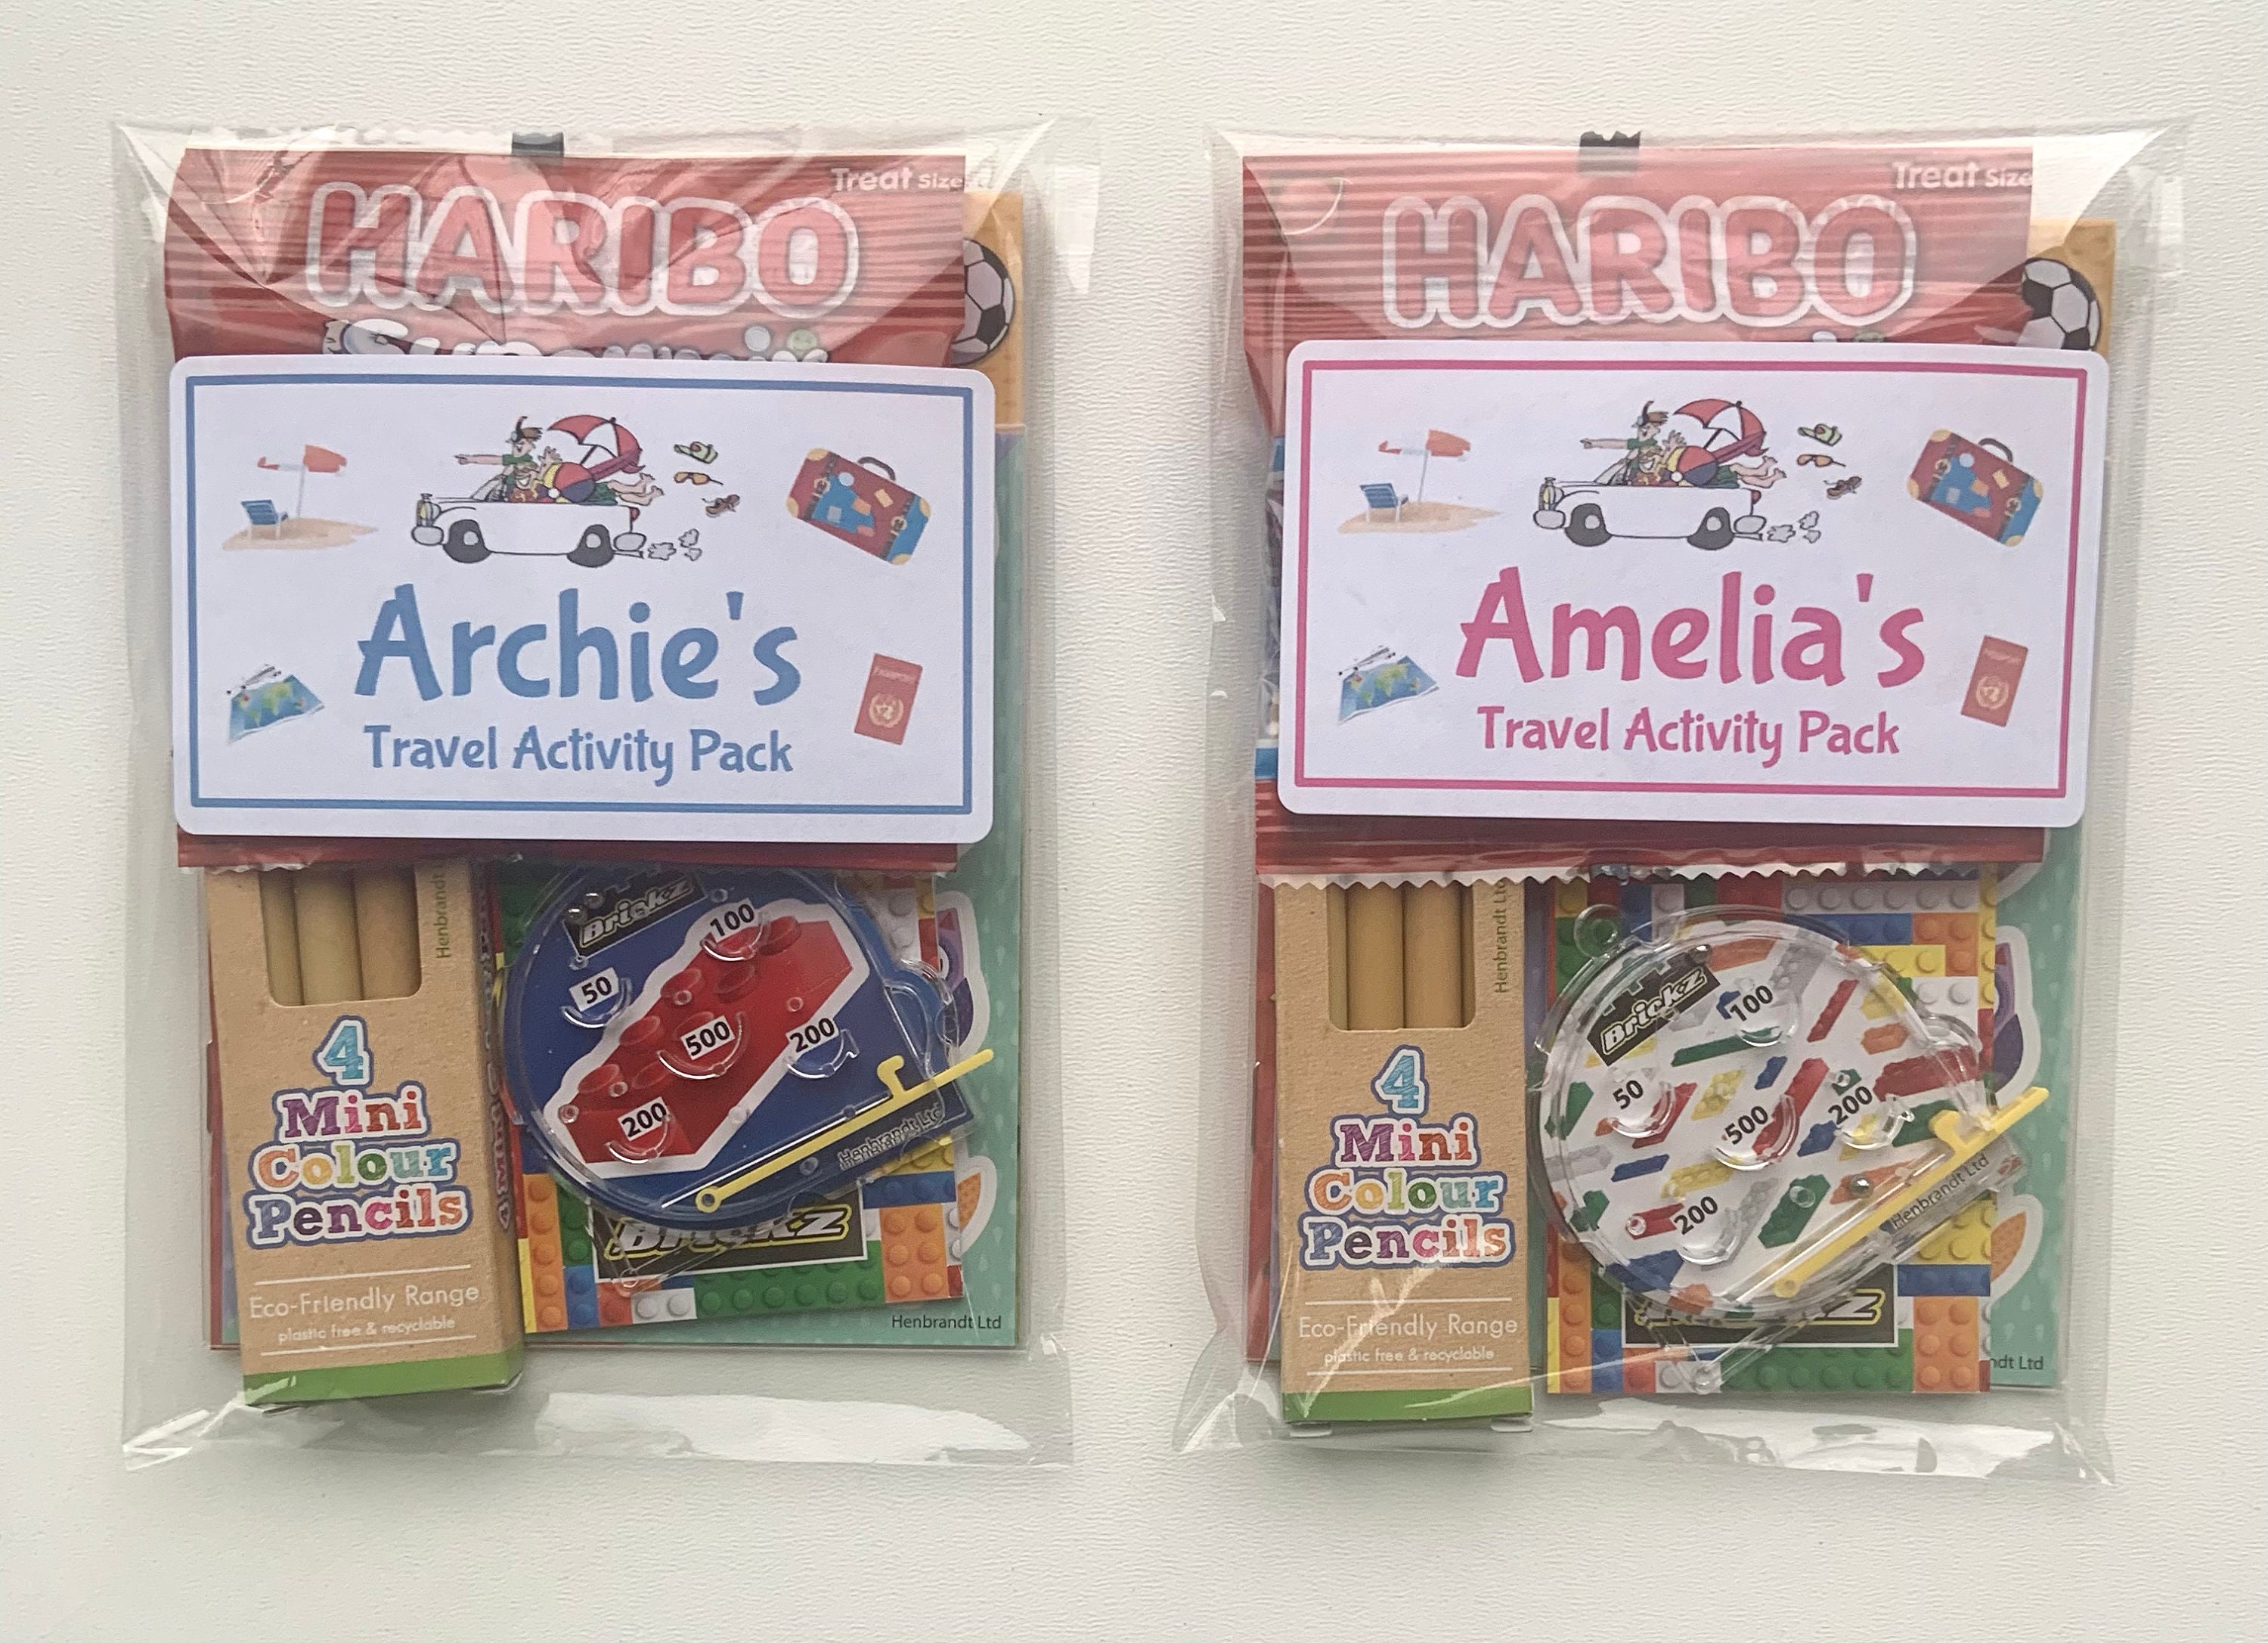 Treat size
HARIBO
Archie's
Travel Activity Pack
PASSPORT
Henbrandt
4
Mini
Colour
Pencils
Eco-Friendly Range
plastic free & recyclable
Brickz
100
50
500
200
200
Henbrandt Ltd
Brickz
Henbrandt Ltd
Treat size
HARIBO
Amelia's
Travel Activity Pack
PASSPORT
Henbrandt Ltd
4
Mini
Colour
Pencils
Eco-Friendly Range
plastic free & recyclable
Brickz
100
50
500
200
200
Henbrandt Ltd
ndt Ltd